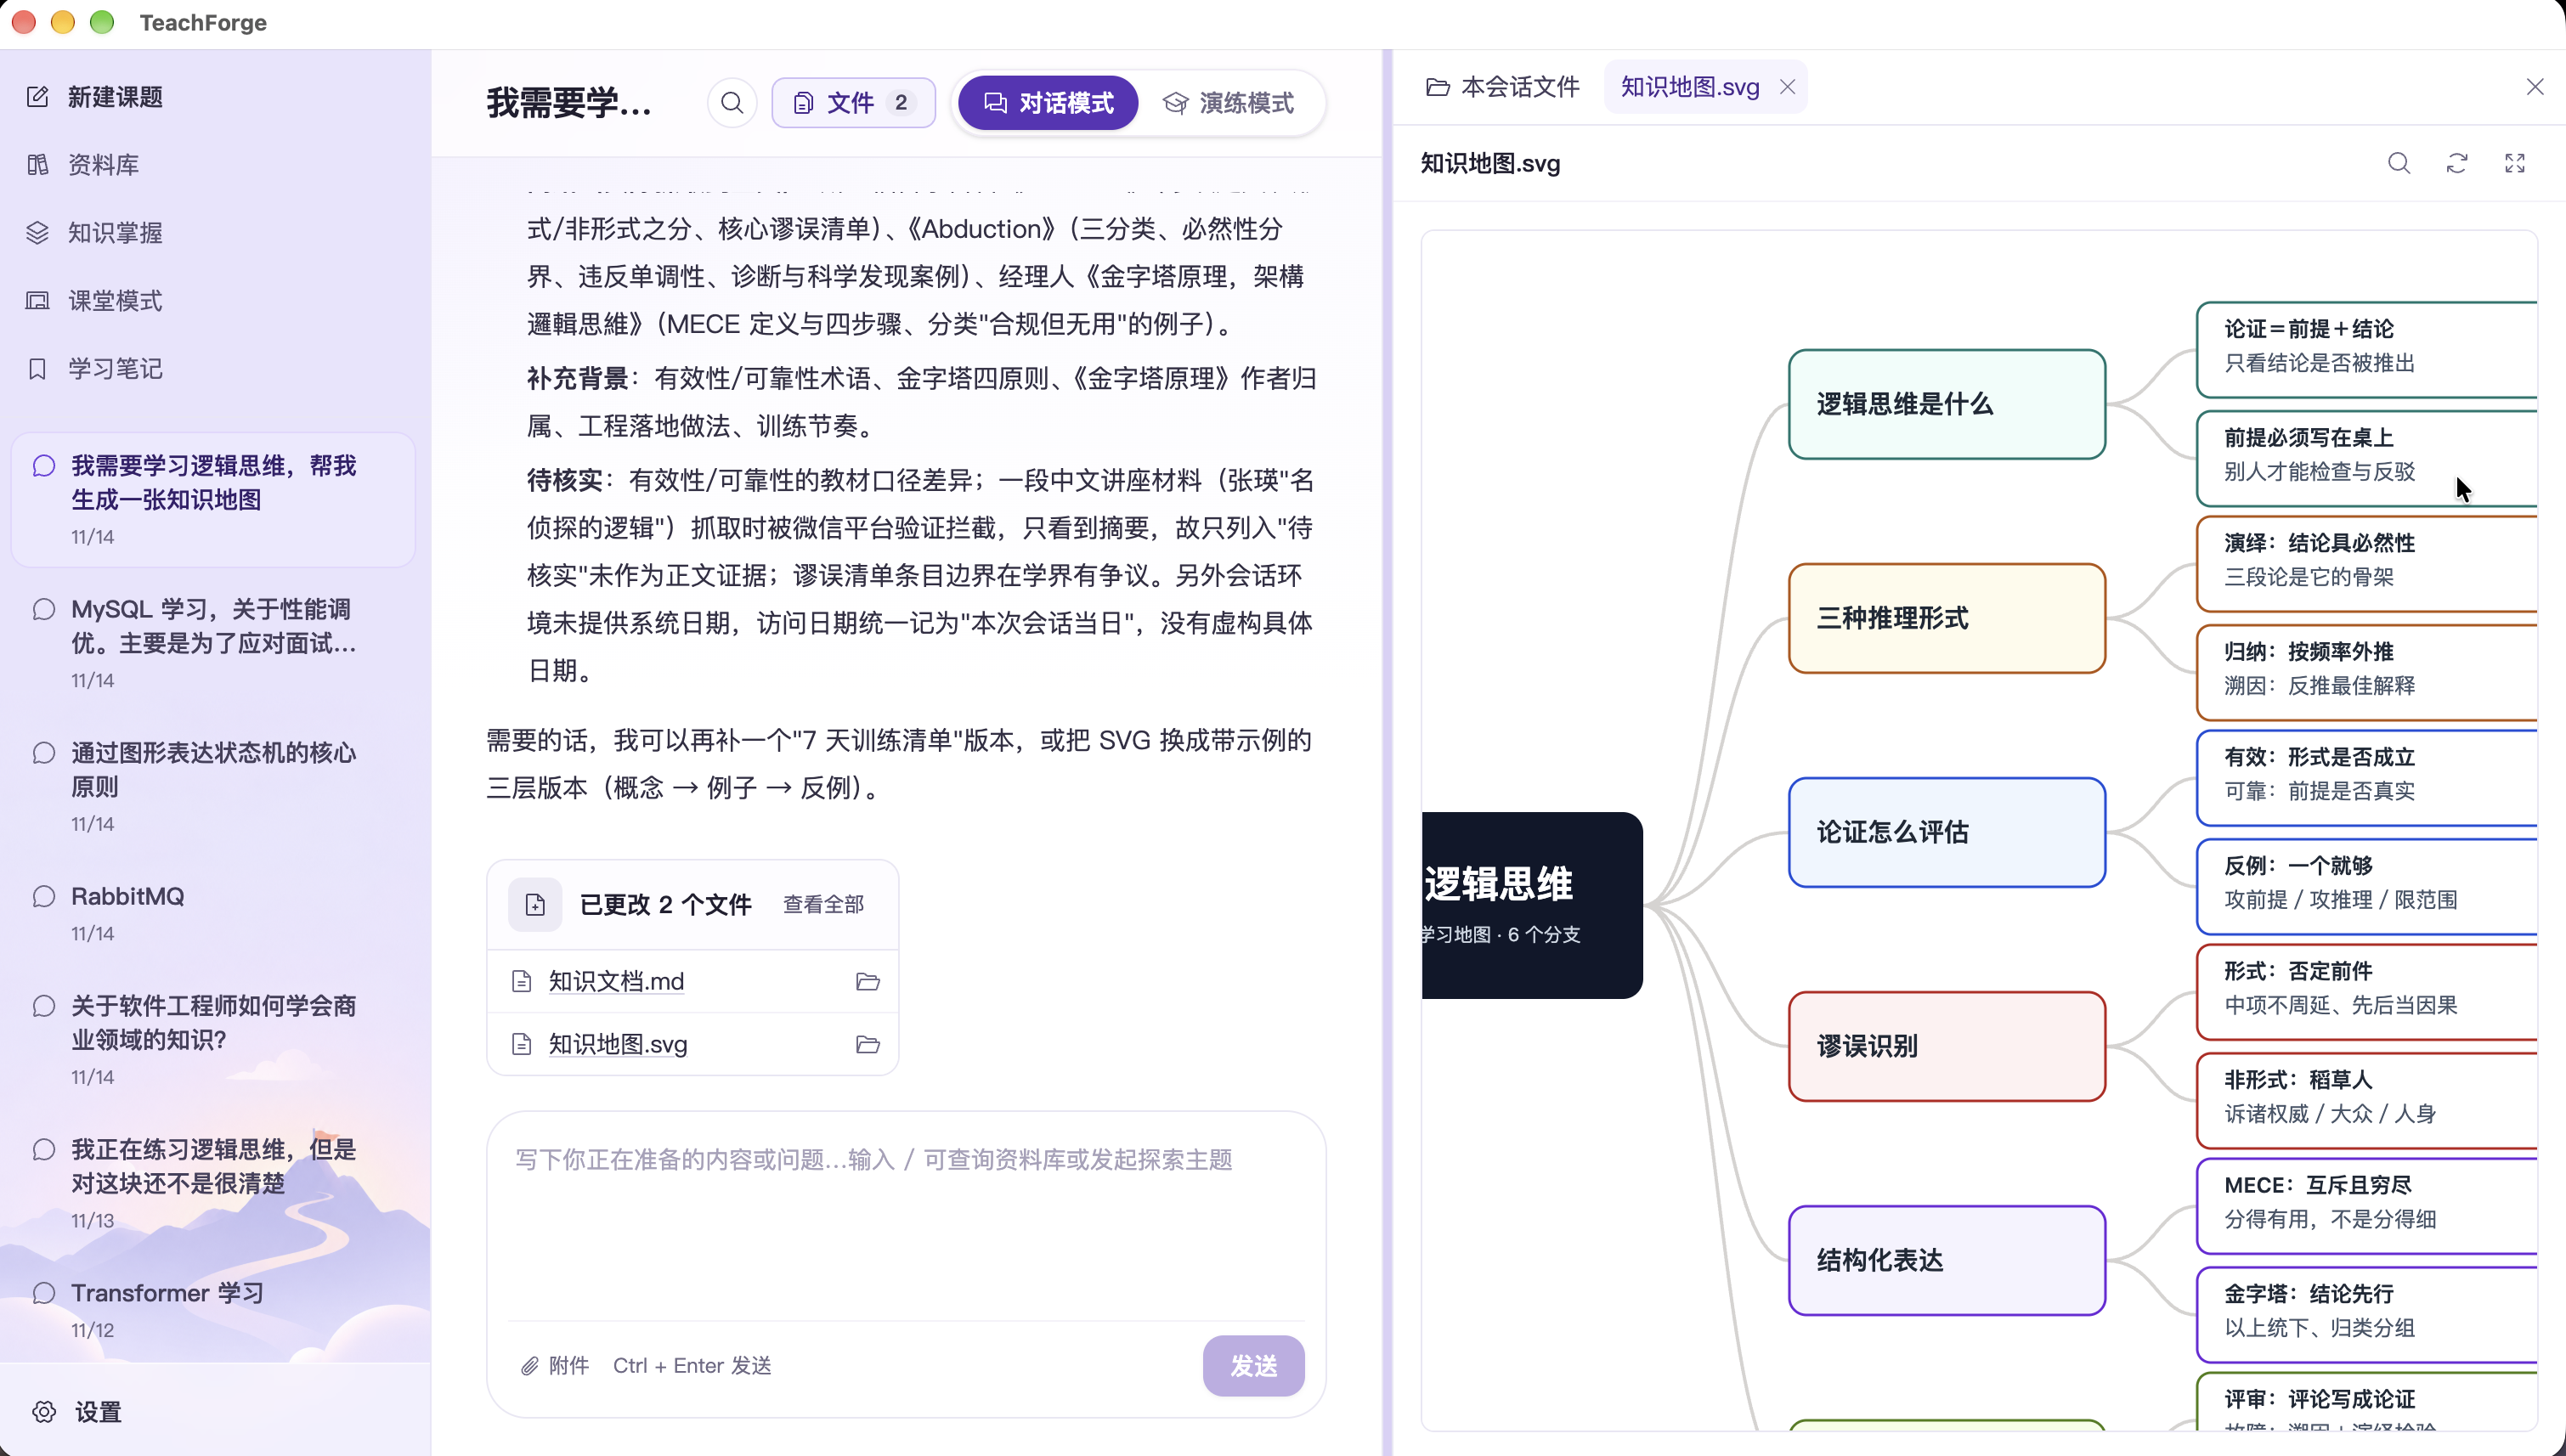 TeachForge
新建课题
资料库
知识掌握
课堂模式
学习笔记
我需要学习逻辑思维，帮我
生成一张知识地图
11/14
MySQL 学习，关于性能调
优。主要是为了应对面试...
11/14
通过图形表达状态机的核心
原则
11/14
RabbitMQ
11/14
关于软件工程师如何学会商
业领域的知识?
11/14
我正在练习逻辑思维，但是
对这块还不是很清楚
11/13
Transformer 学习
11/12
设置
我需要学...
文件 2
对话模式
演练模式
式/非形式之分、核心谬误清单）、《Abduction》（三分类、必然性分
界、违反单调性、诊断与科学发现案例）、经理人《金字塔原理，架構
邏輯思維》（MECE 定义与四步骤、分类"合规但无用"的例子）。
补充背景：有效性/可靠性术语、金字塔四原则、《金字塔原理》作者归
属、工程落地做法、训练节奏。
待核实：有效性/可靠性的教材口径差异；一段中文讲座材料（张瑛"名
侦探的逻辑"）抓取时被微信平台验证拦截，只看到摘要，故只列入"待
核实"未作为正文证据；谬误清单条目边界在学界有争议。另外会话环
境未提供系统日期，访问日期统一记为"本次会话当日"，没有虚构具体
日期。
需要的话，我可以再补一个"7 天训练清单"版本，或把 SVG 换成带示例的
三层版本（概念 → 例子 → 反例）。
已更改 2 个文件 查看全部
知识文档.md
知识地图.svg
写下你正在准备的内容或问题...输入 / 可查询资料库或发起探索主题
附件 Ctrl + Enter 发送
发送
本会话文件
知识地图.svg
知识地图.svg
逻辑思维
学习地图 · 6 个分支
逻辑思维是什么
论证＝前提＋结论
只看结论是否被推出
前提必须写在桌上
别人才能检查与反驳
三种推理形式
演绎：结论具必然性
三段论是它的骨架
归纳：按频率外推
溯因：反推最佳解释
论证怎么评估
有效：形式是否成立
可靠：前提是否真实
反例：一个就够
攻前提 / 攻推理 / 限范围
谬误识别
形式：否定前件
中项不周延、先后当因果
非形式：稻草人
诉诸权威 / 大众 / 人身
结构化表达
MECE：互斥且穷尽
分得有用，不是分得细
金字塔：结论先行
以上统下、归类分组
评审：评论写成论证